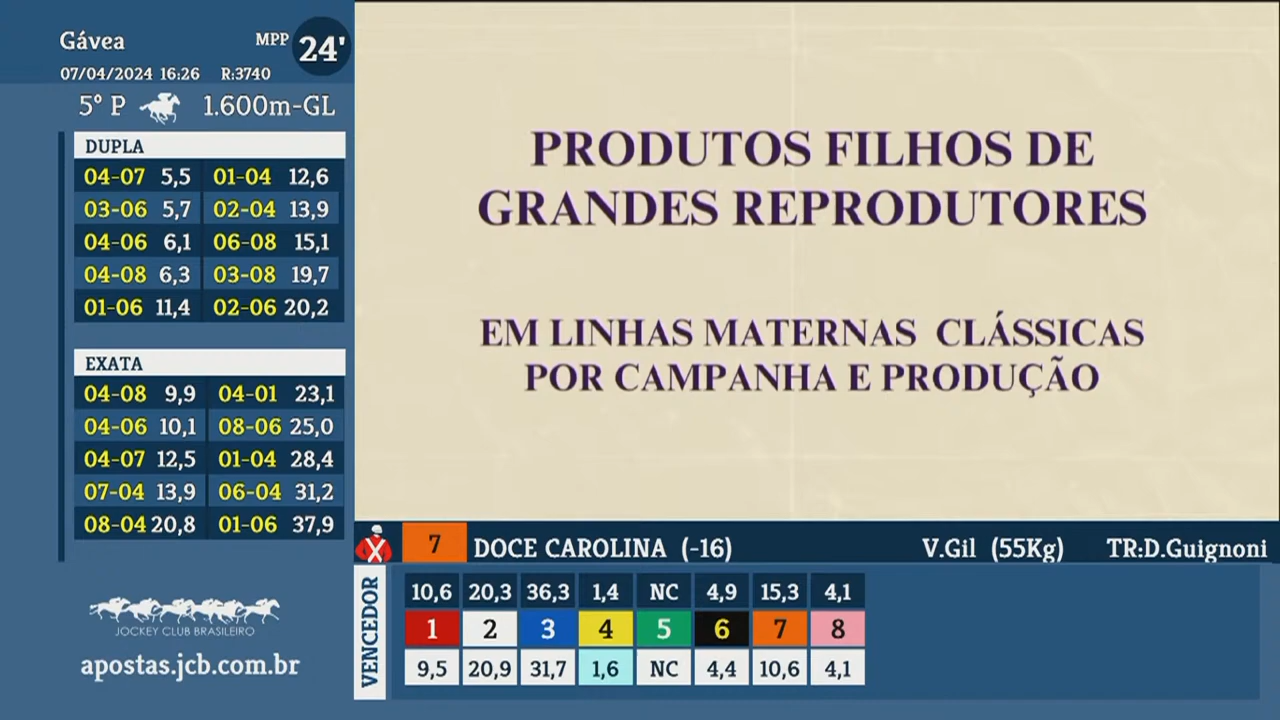 Gávea
MPP 24'
07/04/2024 16:26 R:3740
5° P 1.600m-GL
DUPLA
04-07 5,5 01-04 12,6
03-06 5,7 02-04 13,9
04-06 6,1 06-08 15,1
04-08 6,3 03-08 19,7
01-06 11,4 02-06 20,2
EXATA
04-08 9,9 04-01 23,1
04-06 10,1 08-06 25,0
04-07 12,5 01-04 28,4
07-04 13,9 06-04 31,2
08-04 20,8 01-06 37,9
JOCKEY CLUB BRASILEIRO
apostas.jcb.com.br
PRODUTOS FILHOS DE
GRANDES REPRODUTORES
EM LINHAS MATERNAS CLÁSSICAS
POR CAMPANHA E PRODUÇÃO
7 DOCE CAROLINA (-16) V.Gil (55Kg) TR:D.Guignoni
VENCEDOR
10,6 20,3 36,3 1,4 NC 4,9 15,3 4,1
1 2 3 4 5 6 7 8
9,5 20,9 31,7 1,6 NC 4,4 10,6 4,1